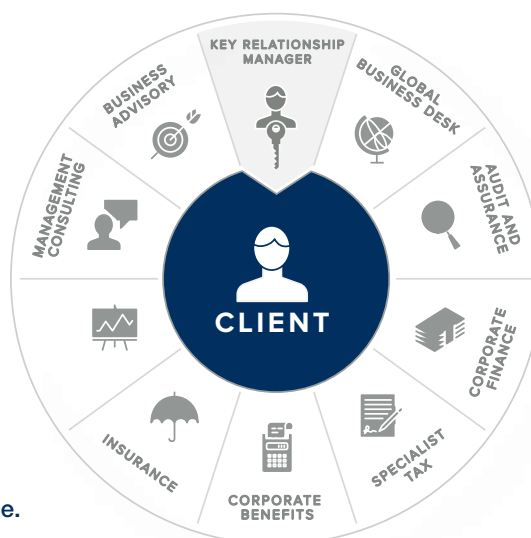 KEY RELATIONSHIP
MANAGER
GLOBAL
BUSINESS DESK
AUDIT AND
ASSURANCE
CORPORATE
FINANCE
SPECIALIST
TAX
CORPORATE
BENEFITS
INSURANCE
MANAGEMENT
CONSULTING
BUSINESS
ADVISORY
CLIENT
e.